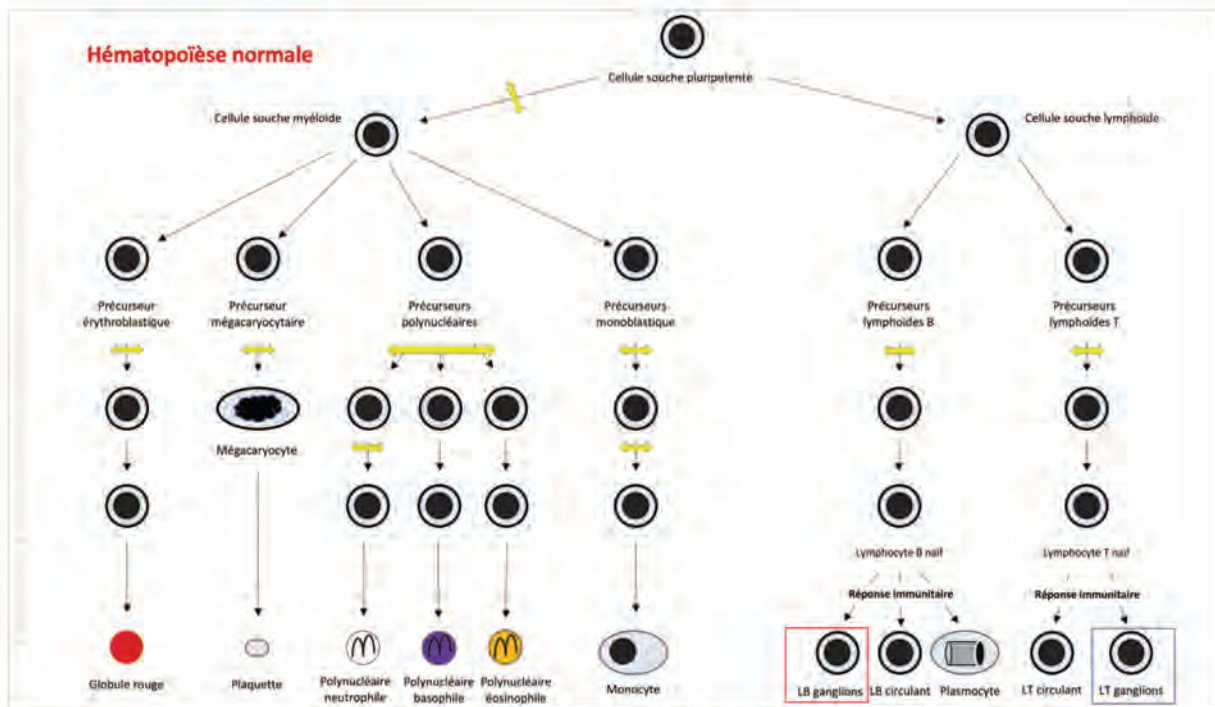 Hématopoïèse normale
Cellule souche pluripotente
Cellule souche myéloïde
Cellule souche lymphoïde
Précurseur
érythroblastique
Précurseur
mégacaryocytaire
Précurseurs
polynucléaires
Précurseurs
monoblastique
Précurseurs
lymphoïdes B
Précurseurs
lymphoïdes T
Mégacaryocyte
Lymphocyte B naïf
Lymphocyte T naïf
Réponse immunitaire
Réponse immunitaire
Globule rouge
Plaquette
Polynucléaire
neutrophile
Polynucléaire
basophile
Polynucléaire
éosinophile
Monocyte
LB ganglions
LB circulant
Plasmocyte
LT circulant
LT ganglions